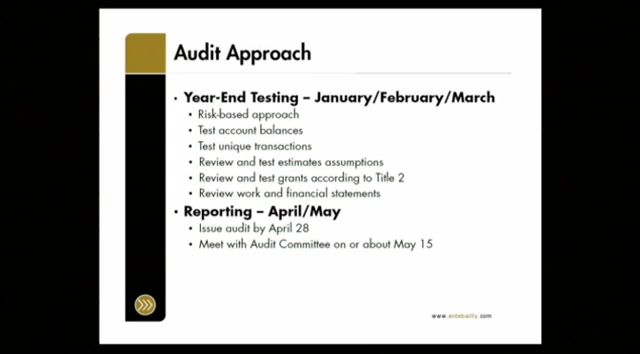 Audit Approach
• Year-End Testing – January/February/March
• Risk-based approach
• Test account balances
• Test unique transactions
• Review and test estimates assumptions
• Review and test grants according to Title 2
• Review work and financial statements
• Reporting – April/May
• Issue audit by April 28
• Meet with Audit Committee on or about May 15
www.eidebailly.com